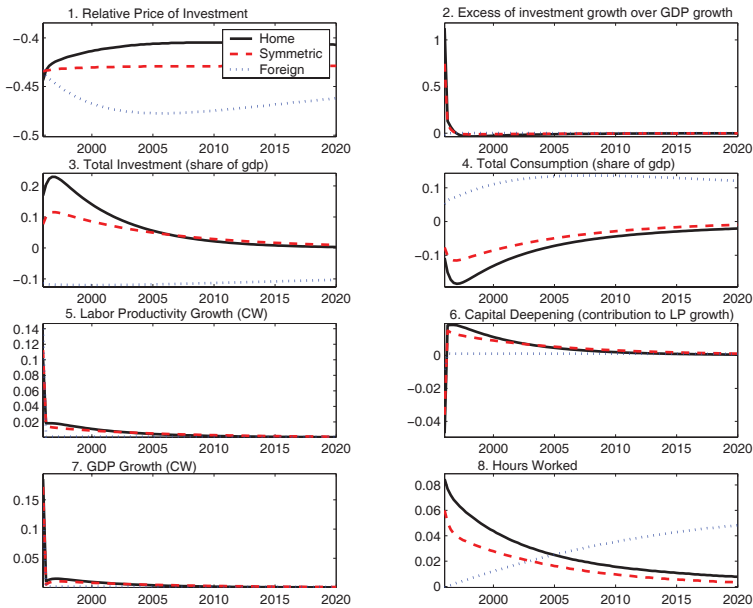 1. Relative Price of Investment
−0.4
−0.45
−0.5
Home
Symmetric
Foreign
2000 2005 2010 2015 2020
2. Excess of investment growth over GDP growth
1
0.5
0
2000 2005 2010 2015 2020
3. Total Investment (share of gdp)
0.2
0.1
0
−0.1
2000 2005 2010 2015 2020
4. Total Consumption (share of gdp)
0.1
0
−0.1
2000 2005 2010 2015 2020
5. Labor Productivity Growth (CW)
0.14
0.12
0.1
0.08
0.06
0.04
0.02
2000 2005 2010 2015 2020
6. Capital Deepening (contribution to LP growth)
0
−0.02
−0.04
2000 2005 2010 2015 2020
7. GDP Growth (CW)
0.15
0.1
0.05
2000 2005 2010 2015 2020
8. Hours Worked
0.08
0.06
0.04
0.02
0
2000 2005 2010 2015 2020